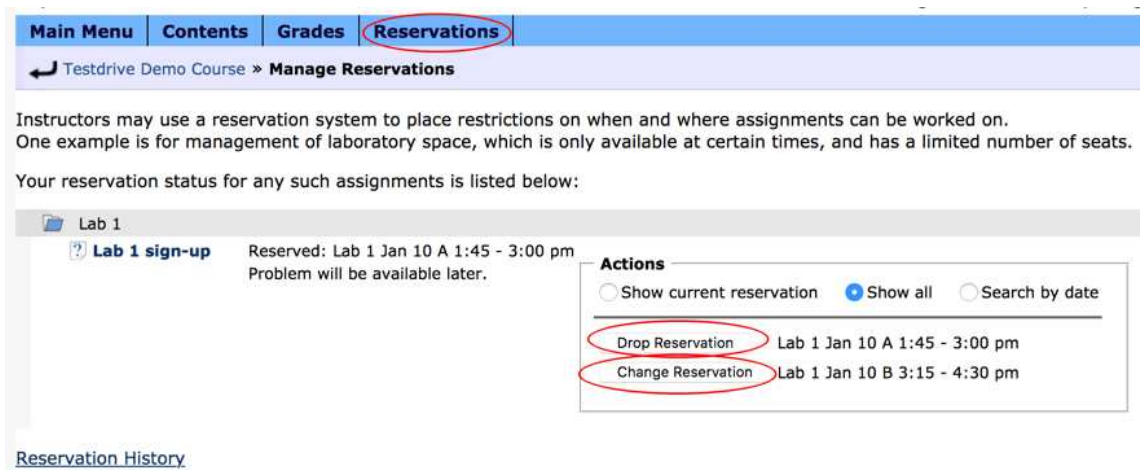 Main Menu Contents Grades Reservations
Testdrive Demo Course » Manage Reservations
Instructors may use a reservation system to place restrictions on when and where assignments can be worked on.
One example is for management of laboratory space, which is only available at certain times, and has a limited number of seats.
Your reservation status for any such assignments is listed below:
Lab 1
Lab 1 sign-up Reserved: Lab 1 Jan 10 A 1:45 - 3:00 pm
Problem will be available later.
Actions
Show current reservation Show all Search by date
Drop Reservation Lab 1 Jan 10 A 1:45 - 3:00 pm
Change Reservation Lab 1 Jan 10 B 3:15 - 4:30 pm
Reservation History